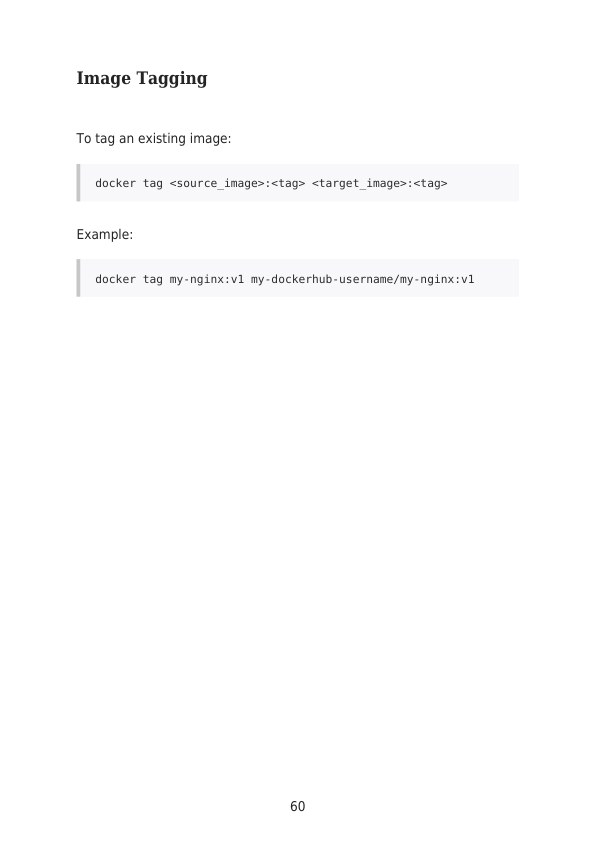 Image Tagging
To tag an existing image:
docker tag <source_image>:<tag> <target_image>:<tag>
Example:
docker tag my-nginx:v1 my-dockerhub-username/my-nginx:v1
60